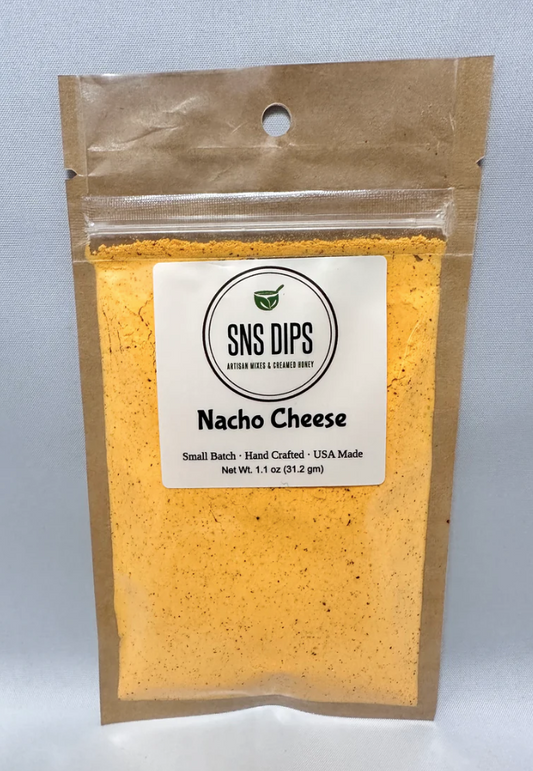 SNS DIPS
ARTISAN MIXES & CREAMED HONEY
Nacho Cheese
Small Batch · Hand Crafted · USA Made
Net Wt. 1.1 oz (31.2 gm)